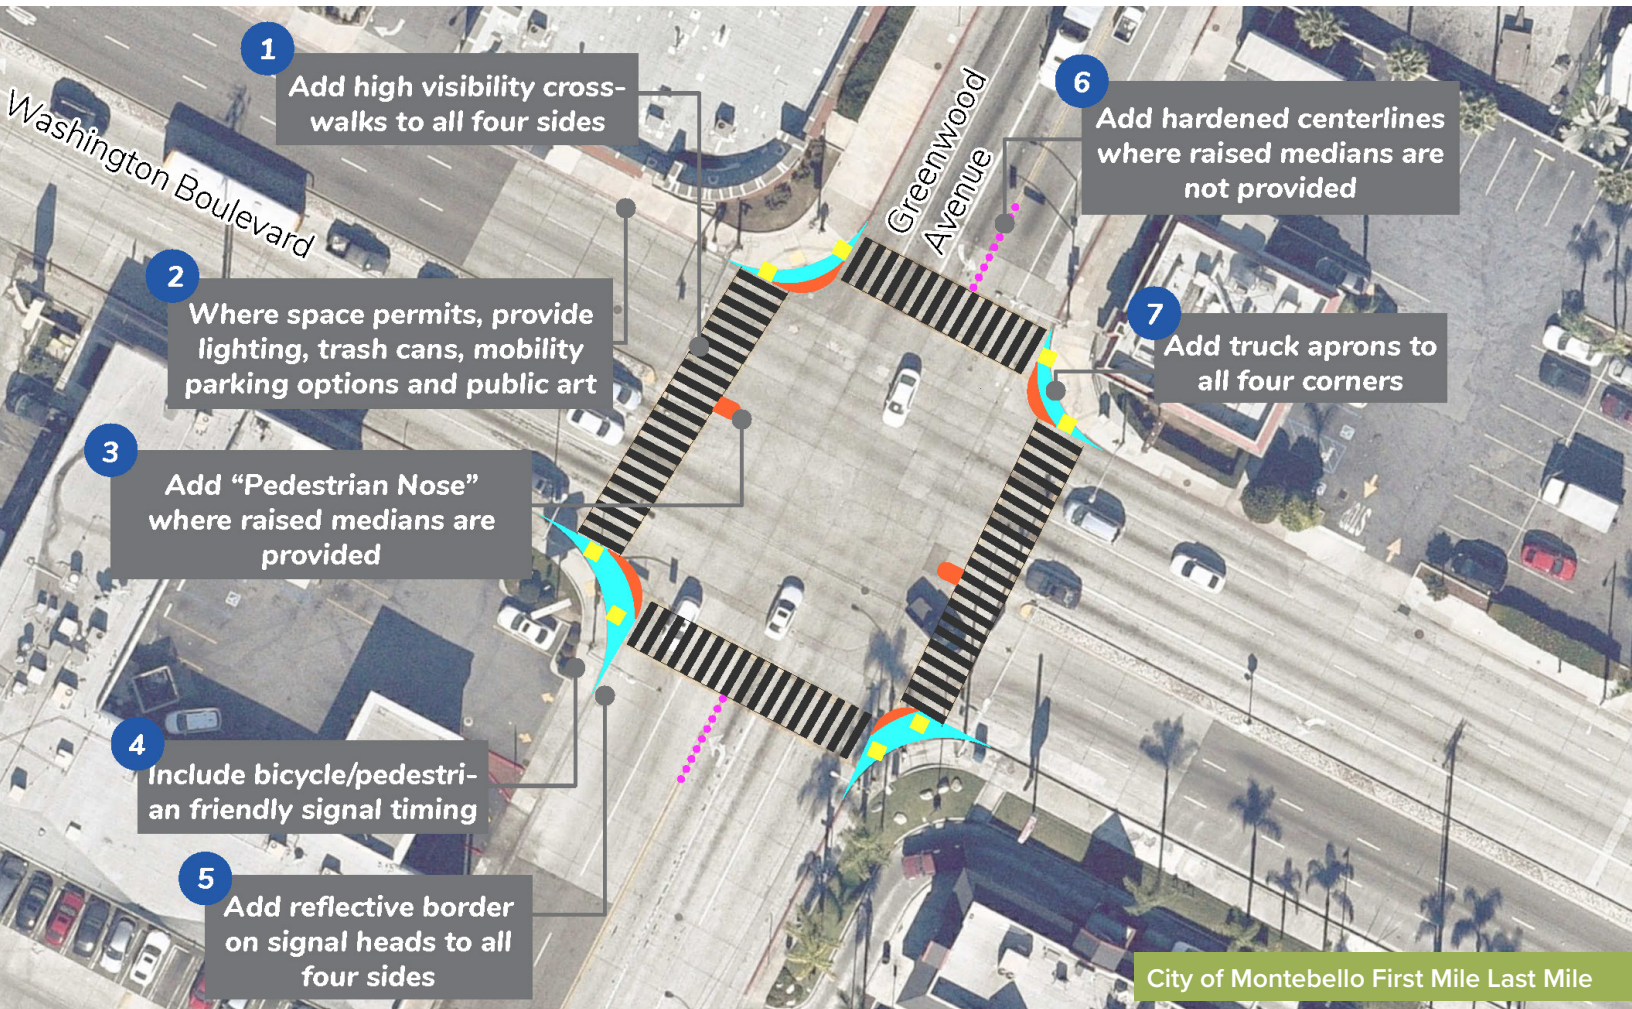 1
Add high visibility cross-
walks to all four sides
Washington Boulevard
2
Where space permits, provide
lighting, trash cans, mobility
parking options and public art
3
Add “Pedestrian Nose”
where raised medians are
provided
4
Include bicycle/pedestri-
an friendly signal timing
5
Add reflective border
on signal heads to all
four sides
Greenwood
Avenue
6
Add hardened centerlines
where raised medians are
not provided
7
Add truck aprons to
all four corners
City of Montebello First Mile Last Mile